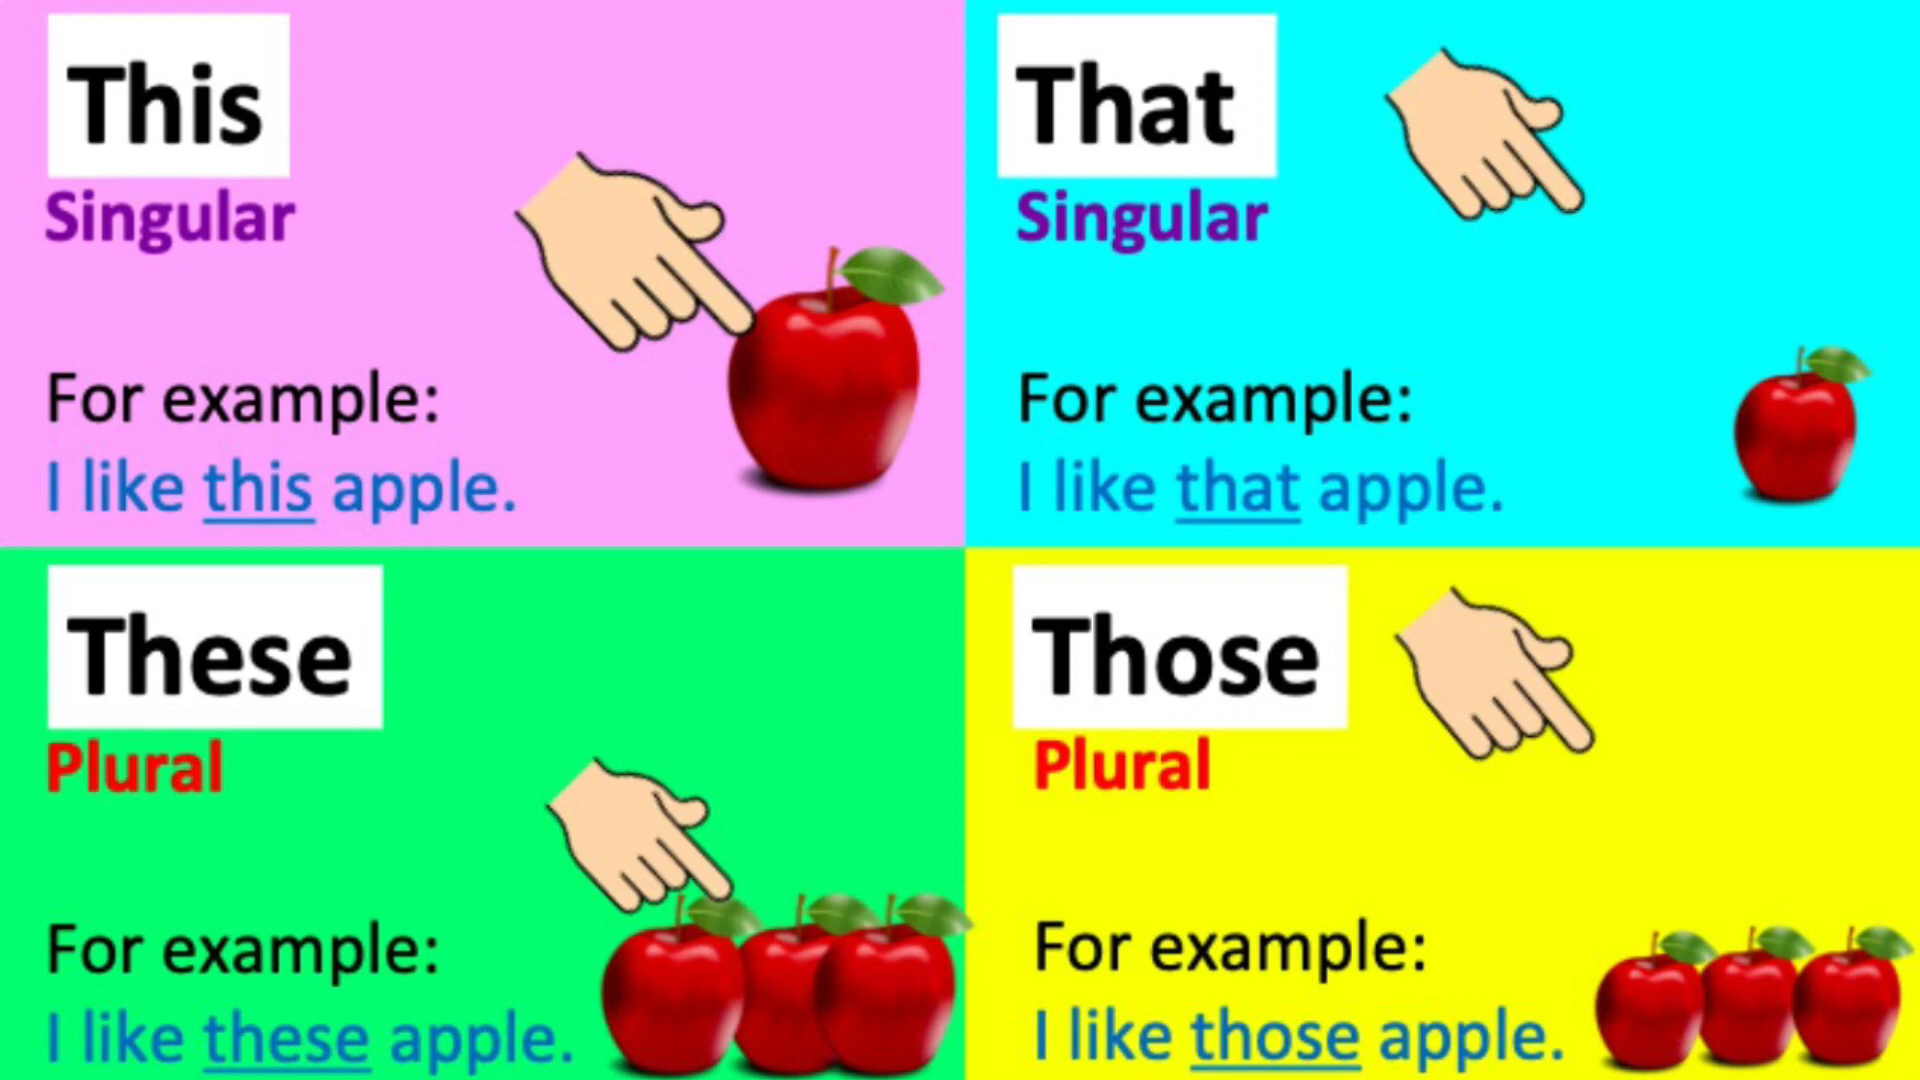 This
Singular
For example:
I like this apple.
That
Singular
For example:
I like that apple.
These
Plural
For example:
I like these apple.
Those
Plural
For example:
I like those apple.